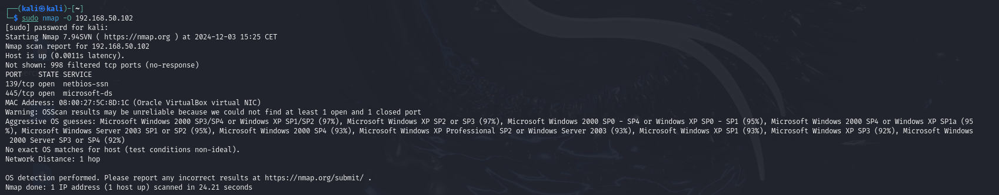 ┌──(kali㉿kali)-[~]
└─$ sudo nmap -O 192.168.50.102
[sudo] password for kali:
Starting Nmap 7.94SVN ( https://nmap.org ) at 2024-12-03 15:25 CET
Nmap scan report for 192.168.50.102
Host is up (0.0011s latency).
Not shown: 998 filtered tcp ports (no-response)
PORT    STATE SERVICE
139/tcp open  netbios-ssn
445/tcp open  microsoft-ds
MAC Address: 08:00:27:5C:8D:1C (Oracle VirtualBox virtual NIC)
Warning: OSScan results may be unreliable because we could not find at least 1 open and 1 closed port
Aggressive OS guesses: Microsoft Windows 2000 SP3/SP4 or Windows XP SP1/SP2 (97%), Microsoft Windows XP SP2 or SP3 (97%), Microsoft Windows 2000 SP0 - SP4 or Windows XP SP0 - SP1 (95%), Microsoft Windows 2000 SP4 or Windows XP SP1a (95
%), Microsoft Windows Server 2003 SP1 or SP2 (95%), Microsoft Windows 2000 SP4 (93%), Microsoft Windows XP Professional SP2 or Windows Server 2003 (93%), Microsoft Windows XP SP1 (93%), Microsoft Windows XP SP3 (92%), Microsoft Windows
 2000 Server SP3 or SP4 (92%)
No exact OS matches for host (test conditions non-ideal).
Network Distance: 1 hop

OS detection performed. Please report any incorrect results at https://nmap.org/submit/ .
Nmap done: 1 IP address (1 host up) scanned in 24.21 seconds